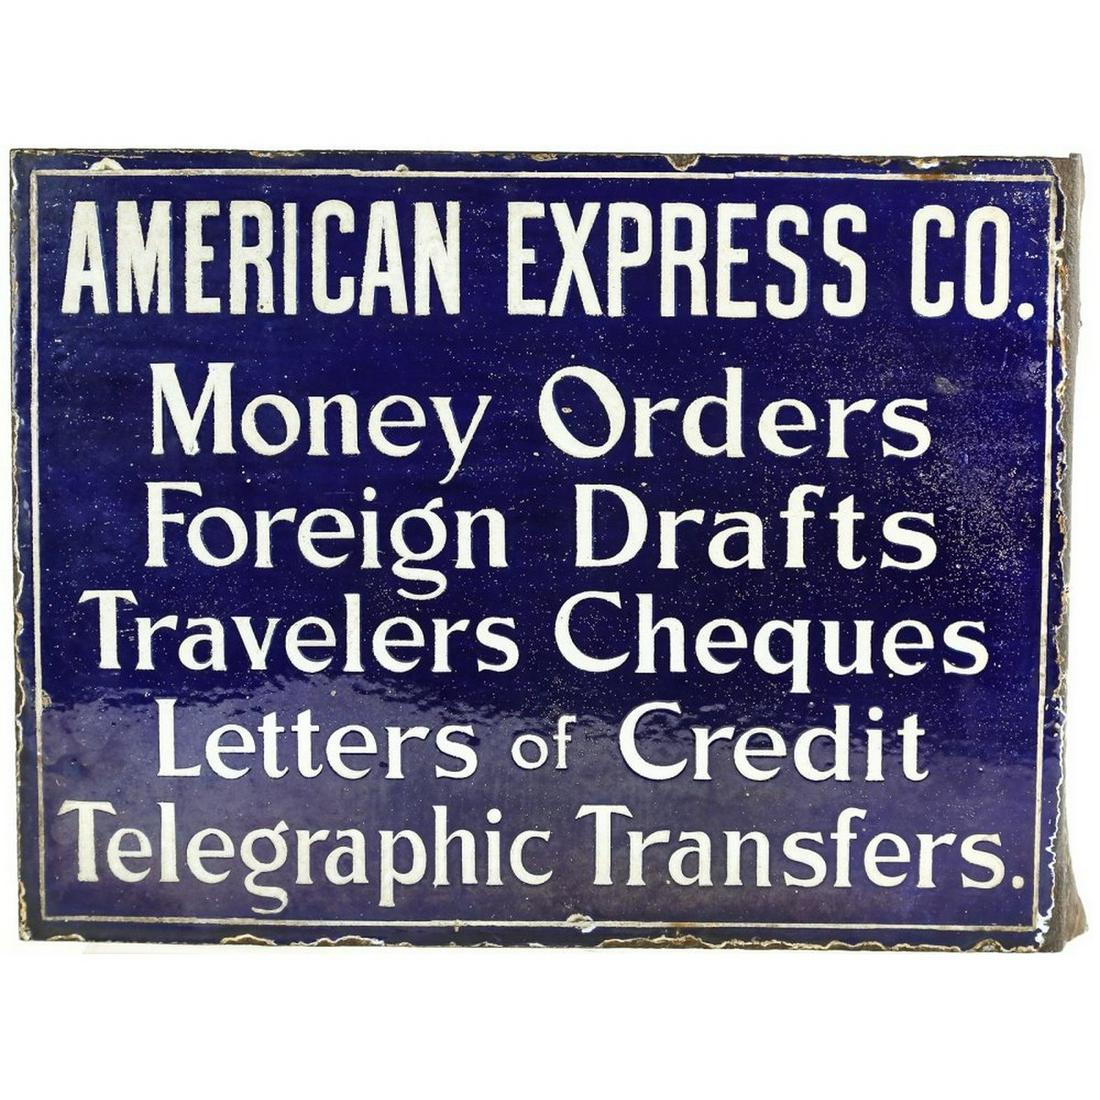 AMERICAN EXPRESS CO.
Money Orders
Foreign Drafts
Travelers Cheques
Letters of Credit
Telegraphic Transfers.